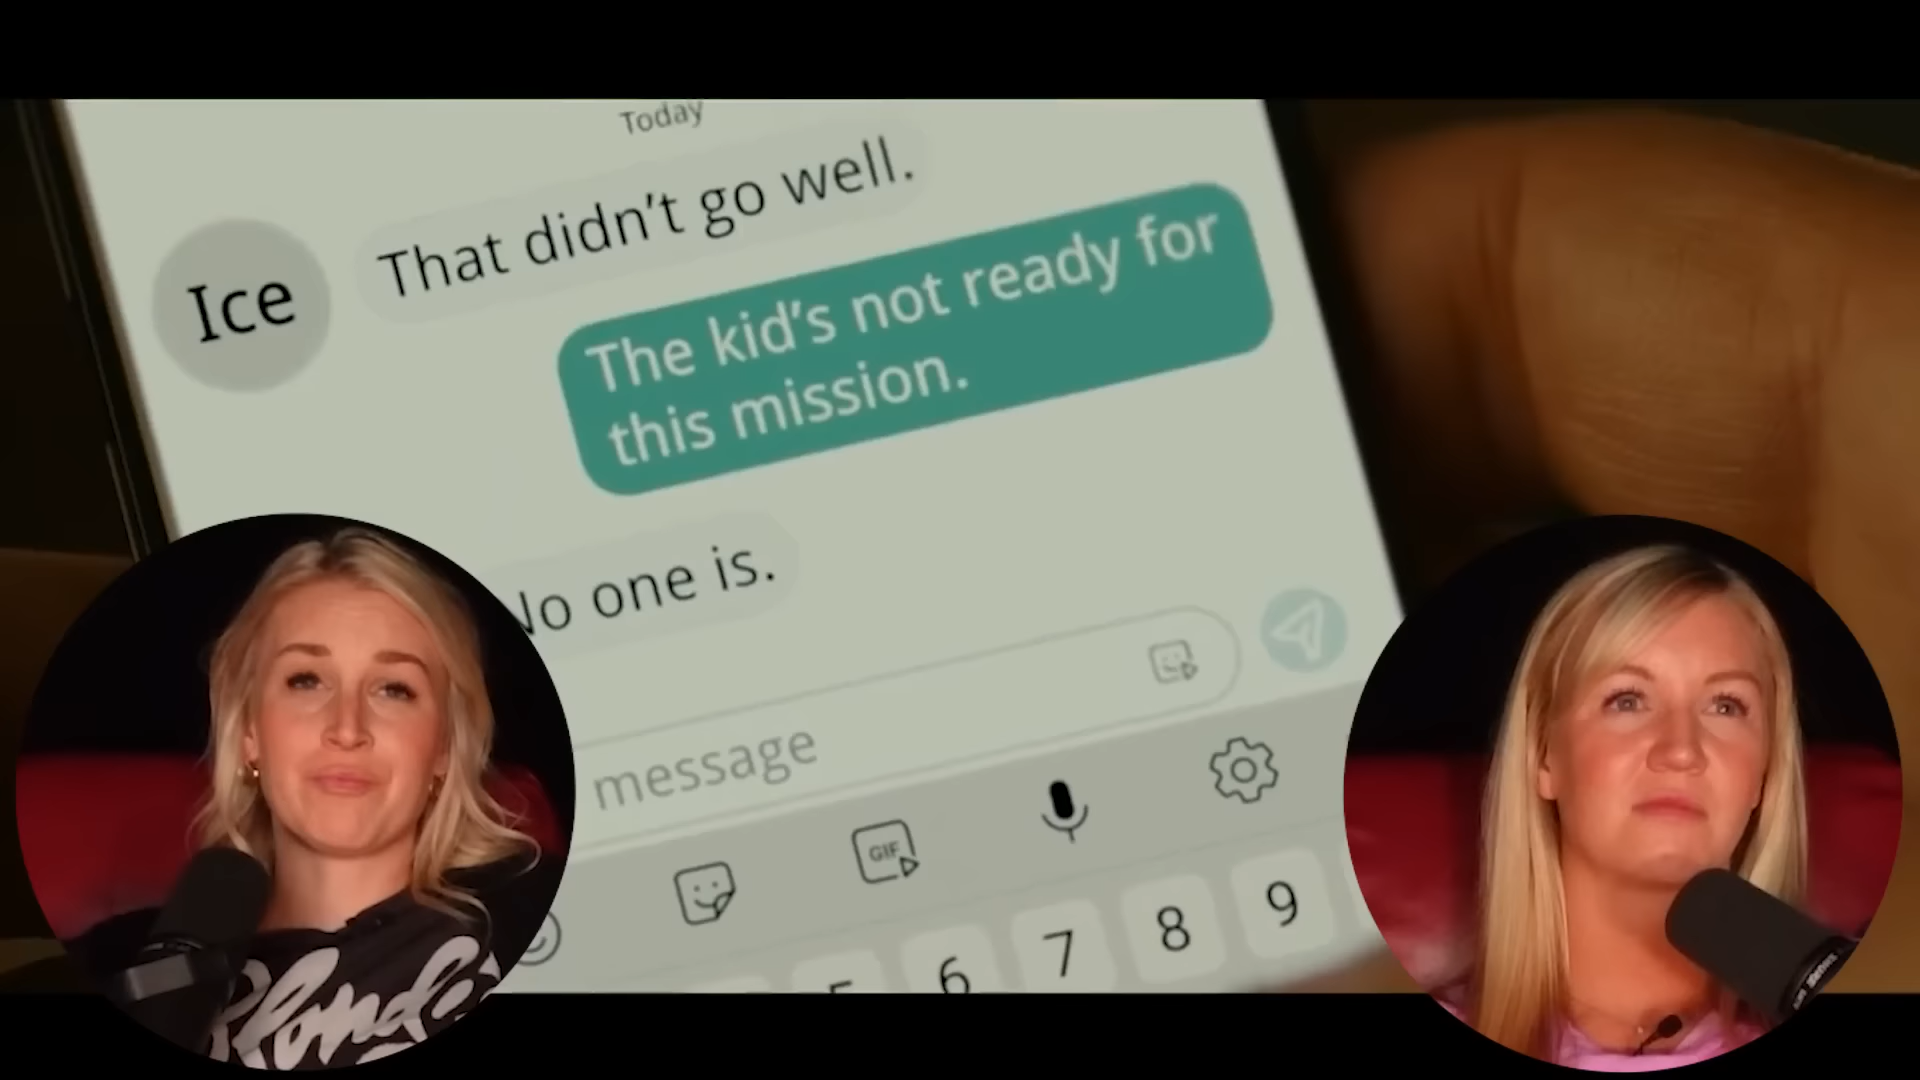 Today
That didn't go well.
Ice
The kid's not ready for
this mission.
No one is.
message
GIF
6 7 8 9
Blonde